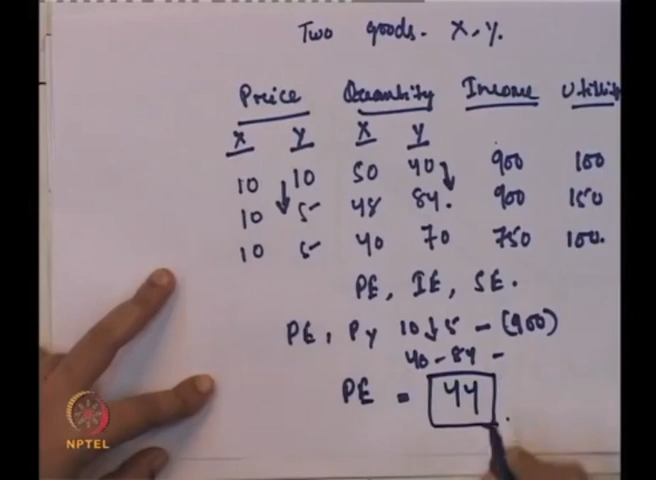 Two goods. X, Y.
Price Quantity Income Utility
X Y X Y
10 10 50 40 900 100
10 5 48 84. 900 150
10 5 40 70 750 100.
PE, IE, SE.
PE, Py 10 ↓ 5 - (900)
40 - 84 -
PE = 44.
NPTEL